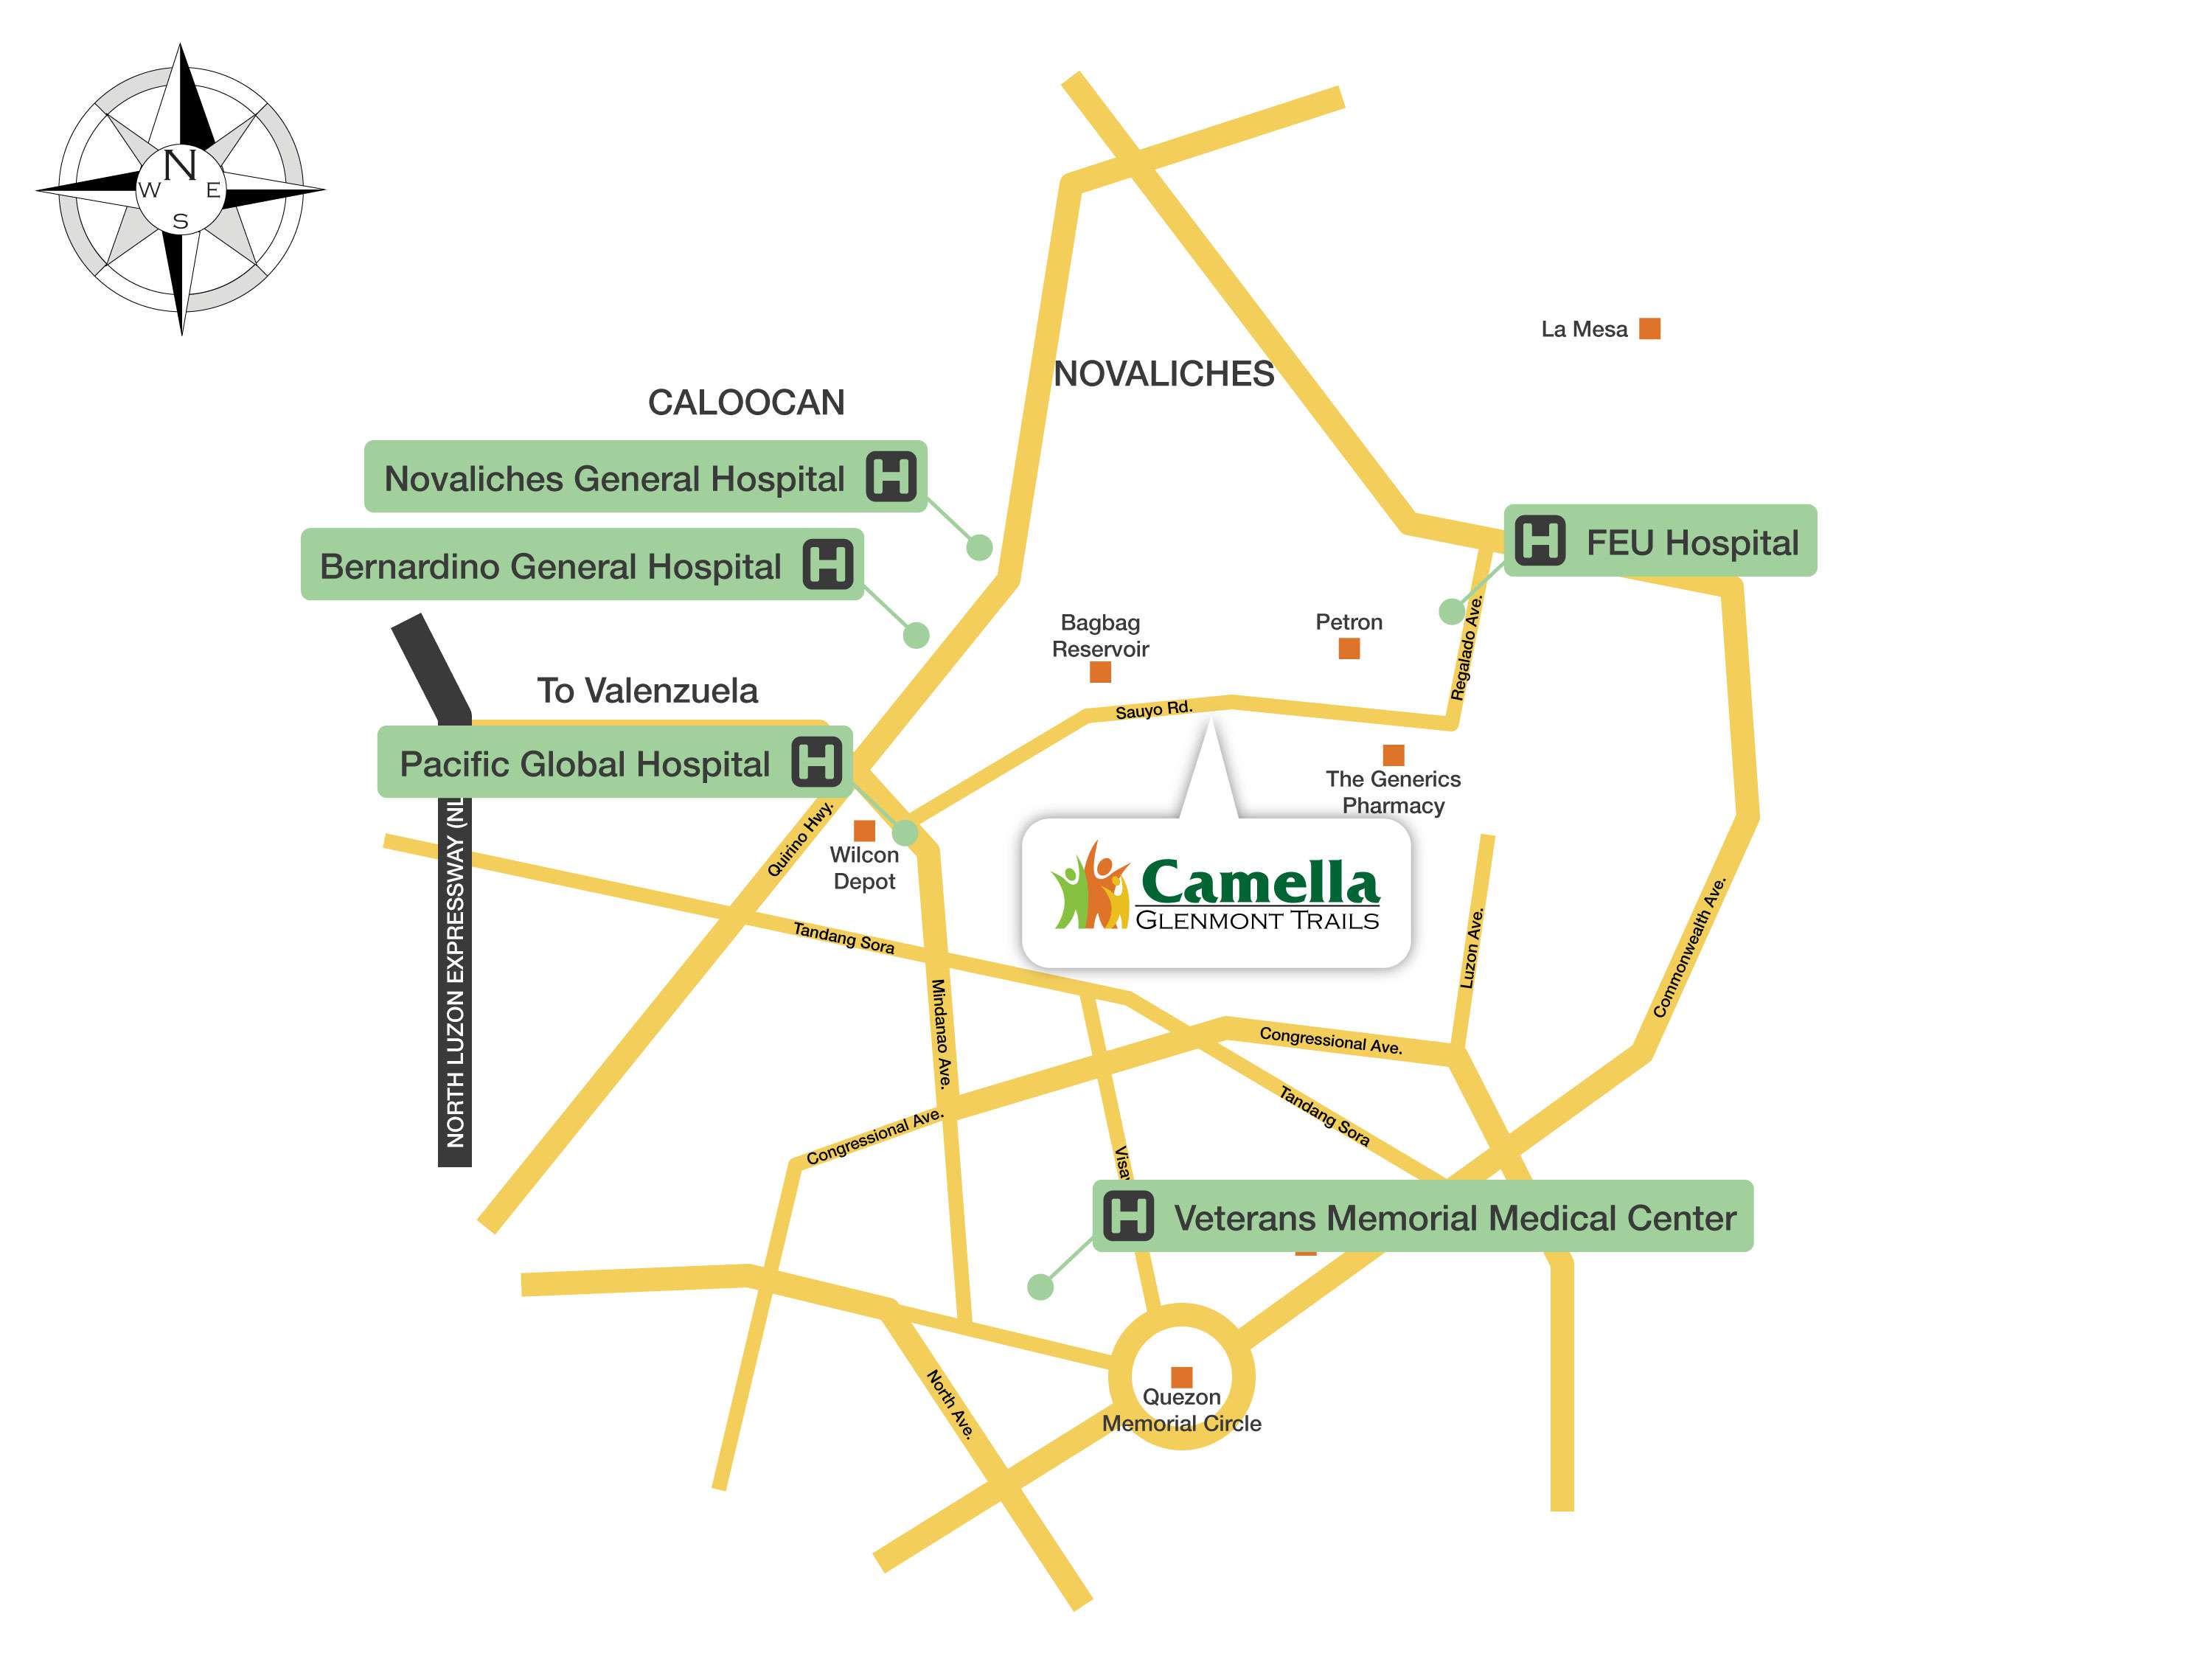 N
W
E
S
La Mesa
NOVALICHES
CALOOCAN
Novaliches General Hospital
H
FEU Hospital
H
Bernardino General Hospital
H
Bagbag
Reservoir
Petron
Regalado Ave.
To Valenzuela
Sauyo Rd.
Pacific Global Hospital
H
The Generics
Pharmacy
Quirino Hwy.
Wilcon
Depot
Camella
GLENMONT TRAILS
NORTH LUZON EXPRESSWAY (NL
Tandang Sora
Luzon Ave.
Commonwealth Ave.
Mindanao Ave.
Congressional Ave.
Congressional Ave.
Tandang Sora
H
Veterans Memorial Medical Center
North Ave.
Quezon
Memorial Circle